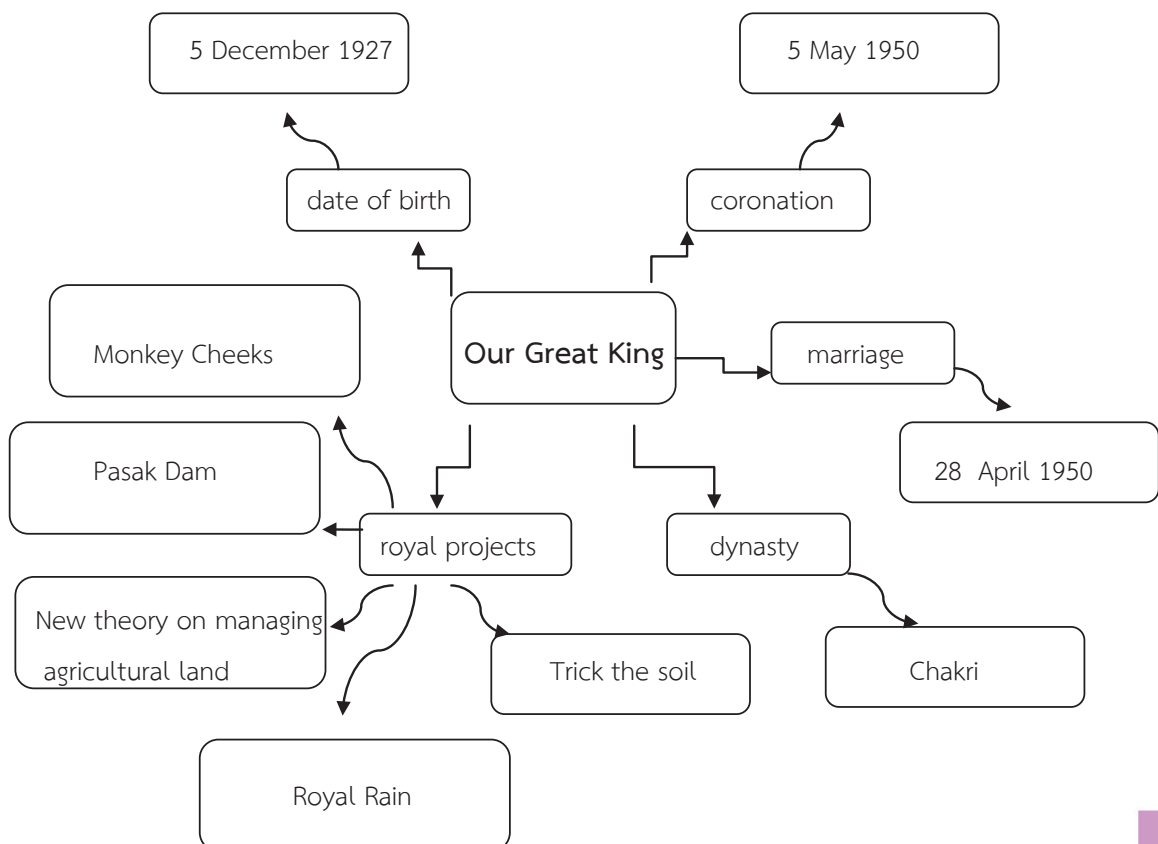 5 December 1927
5 May 1950
date of birth
coronation
Our Great King
marriage
Monkey Cheeks
28 April 1950
Pasak Dam
royal projects
dynasty
New theory on managing
agricultural land
Trick the soil
Chakri
Royal Rain